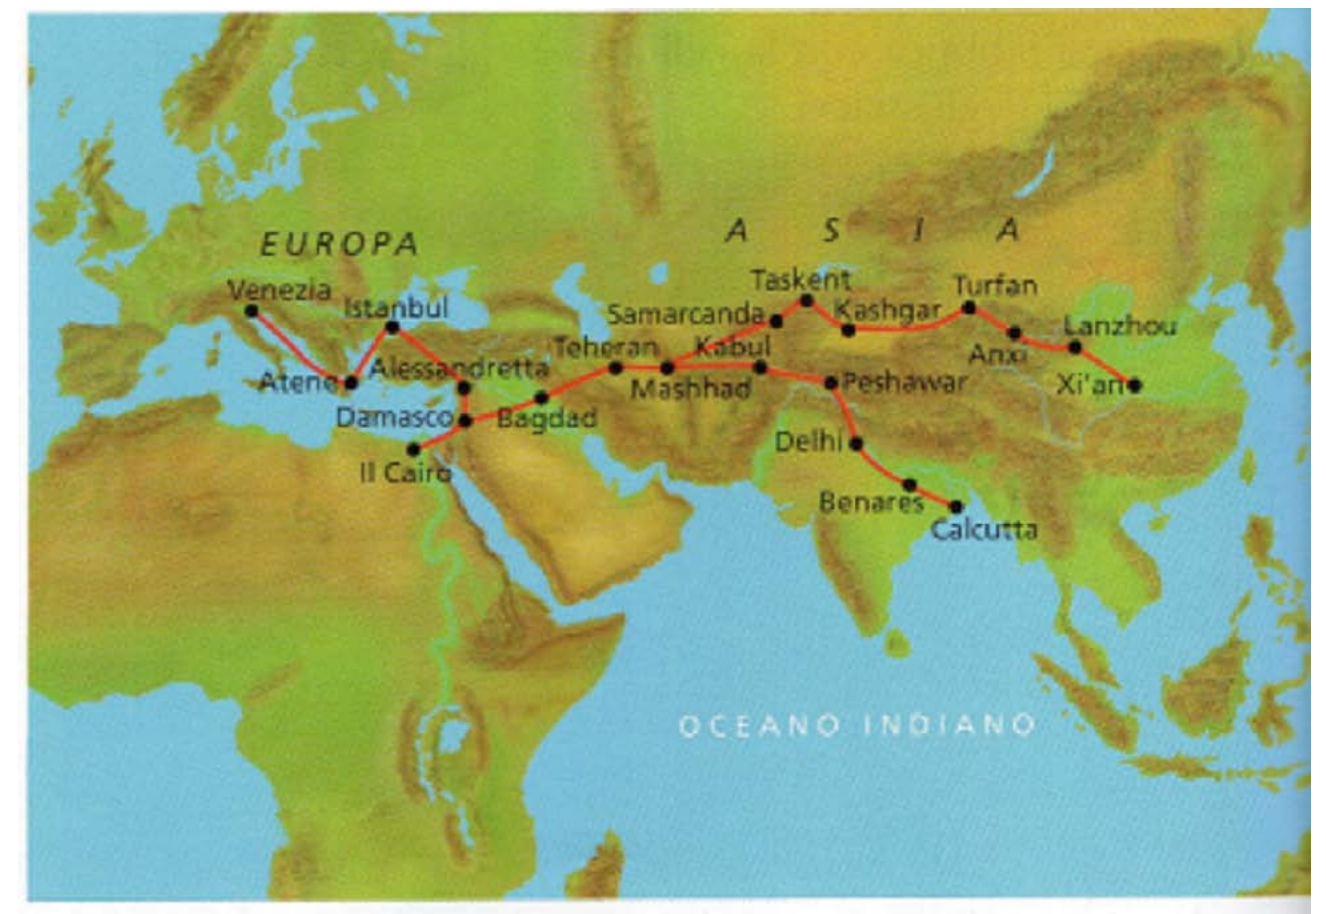 EUROPA
ASIA
Venezia
Istanbul
Atene
Alessandretta
Damasco
Il Cairo
Bagdad
Teheran
Mashhad
Samarcanda
Taskent
Kashgar
Turfan
Anxi
Lanzhou
Xi'an
Kabul
Peshawar
Delhi
Benares
Calcutta
OCEANO INDIANO